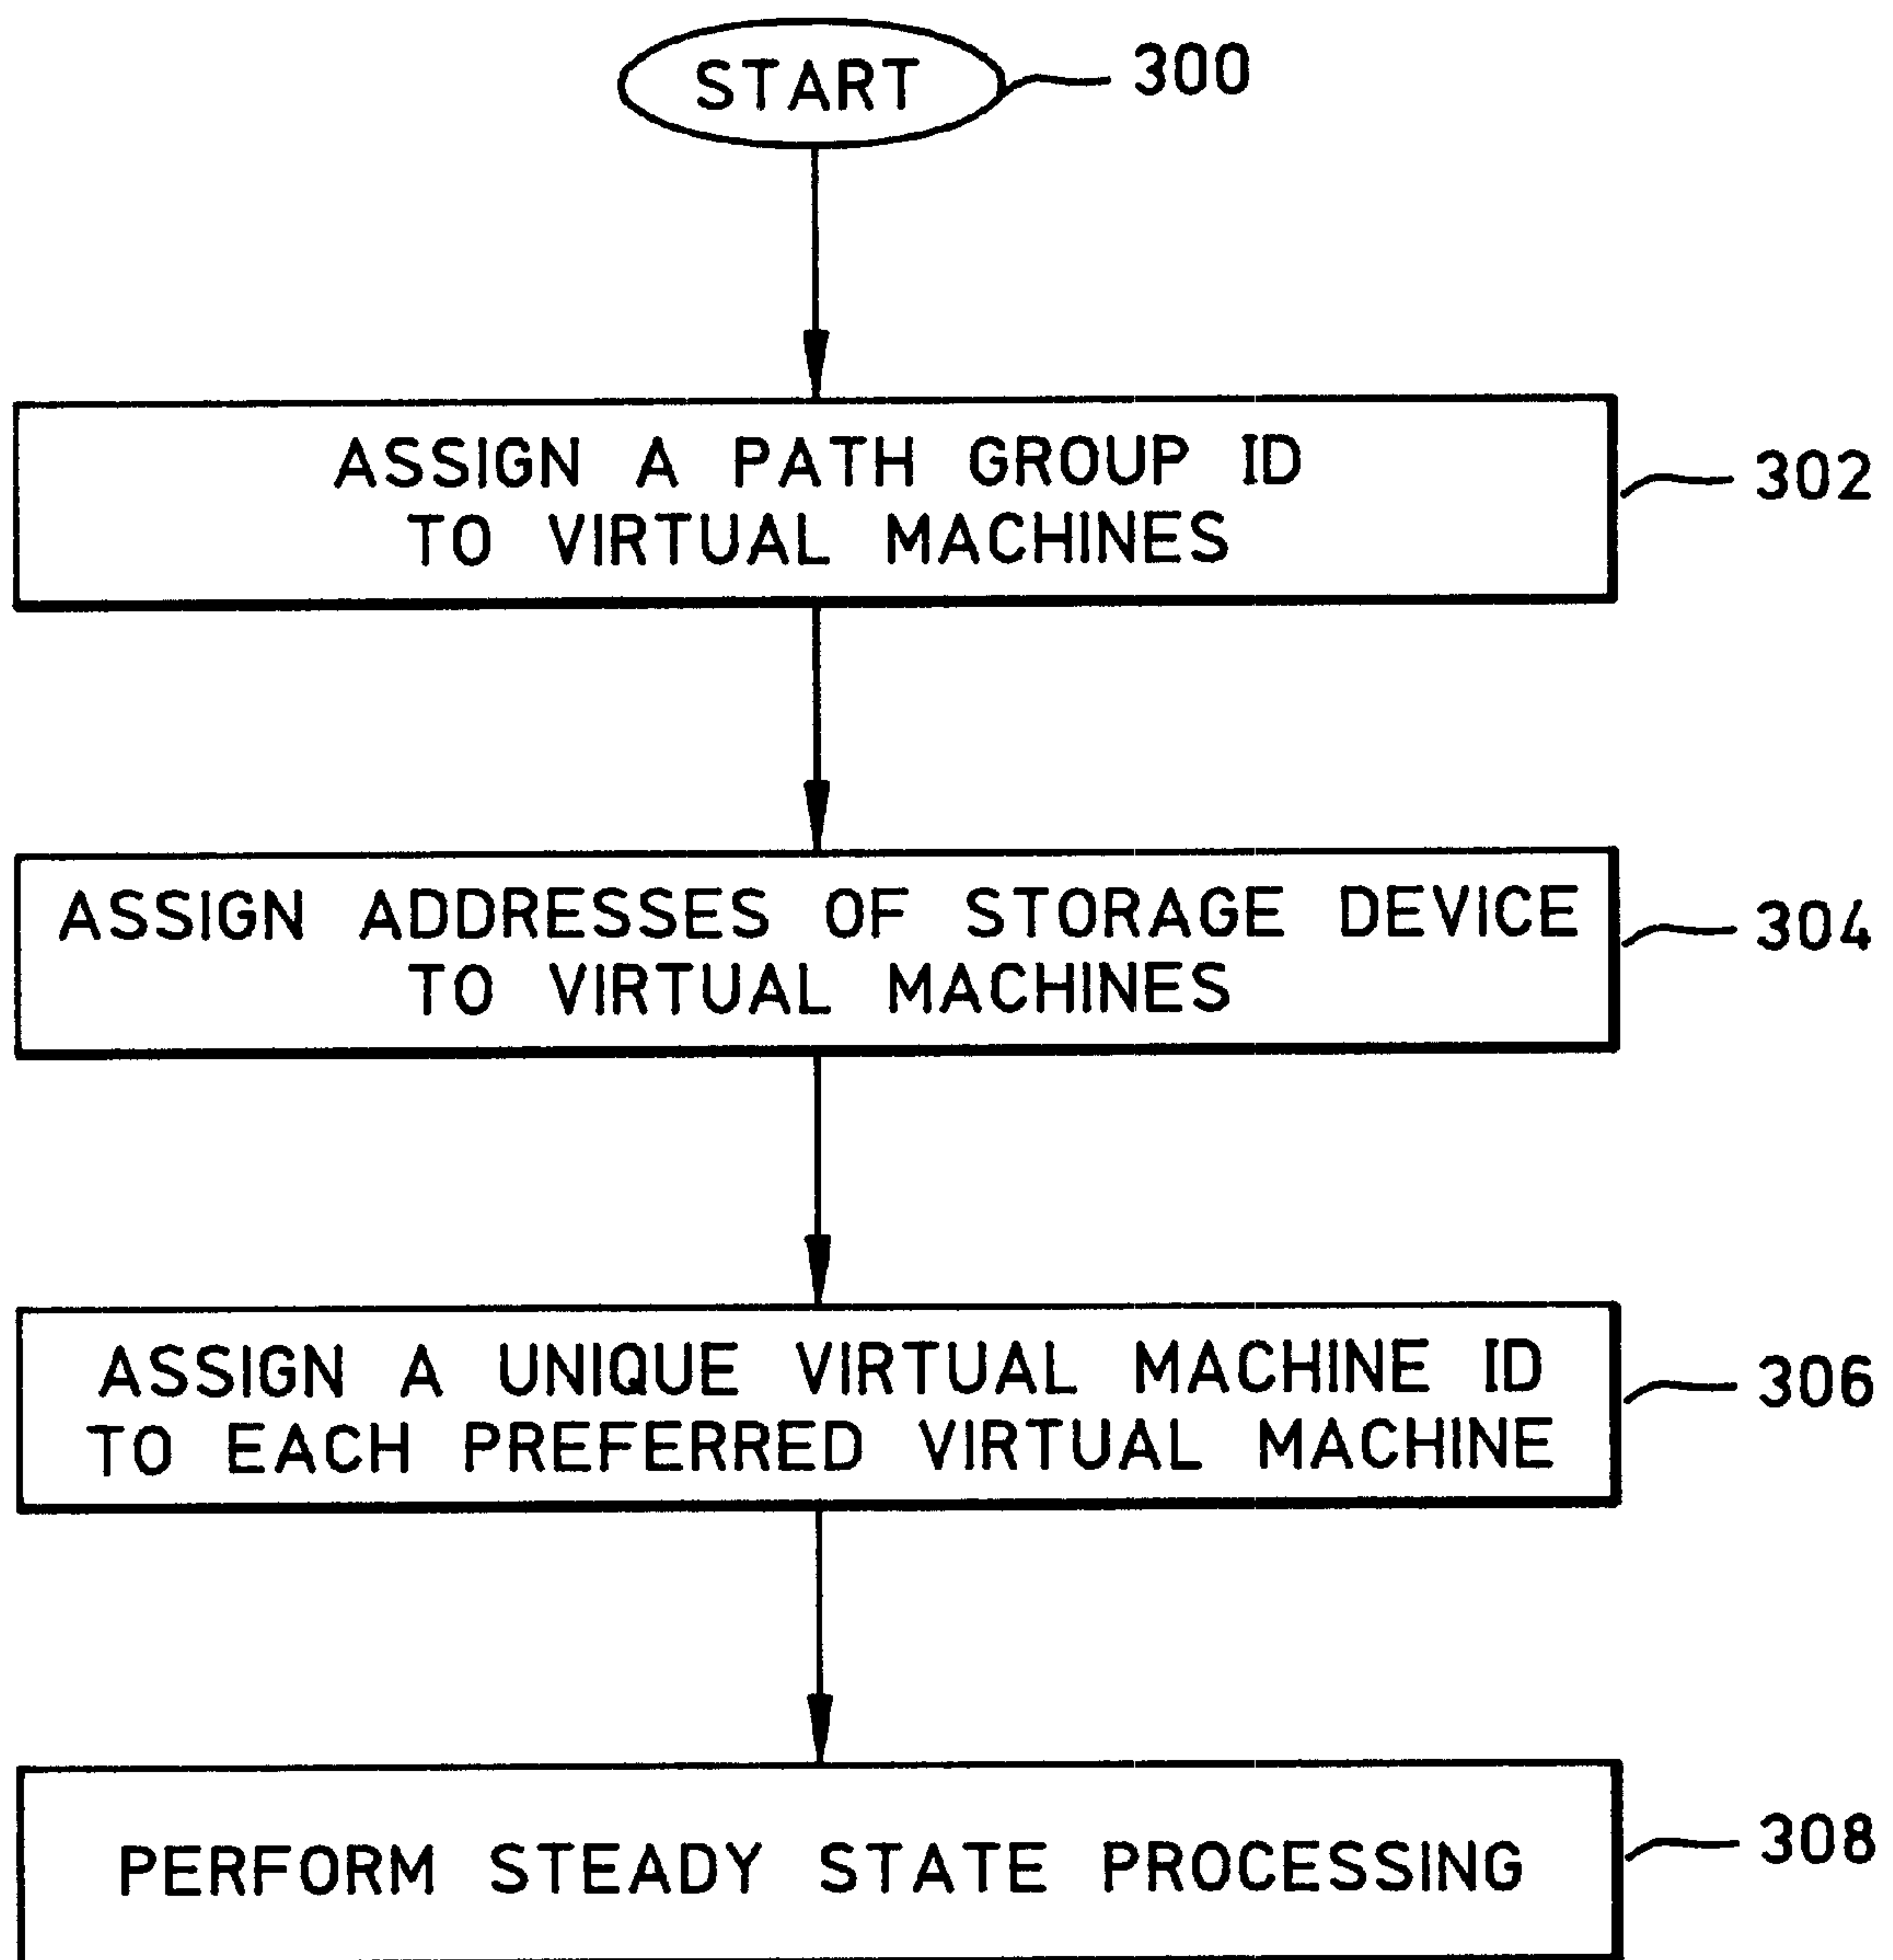 START
300
ASSIGN A PATH GROUP ID
TO VIRTUAL MACHINES
302
ASSIGN ADDRESSES OF STORAGE DEVICE
TO VIRTUAL MACHINES
304
ASSIGN A UNIQUE VIRTUAL MACHINE ID
TO EACH PREFERRED VIRTUAL MACHINE
306
PERFORM STEADY STATE PROCESSING
308